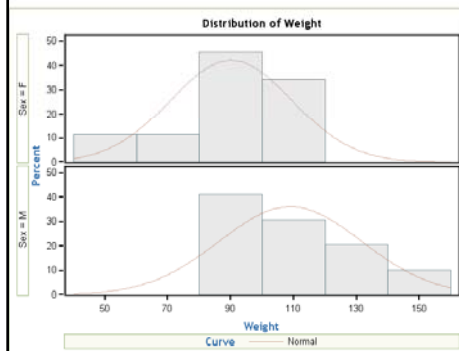 Distribution of Weight
Sex = F
50
40
30
20
10
0
Percent
Sex = M
50
40
30
20
10
0
50 70 90 110 130 150
Weight
Curve Normal